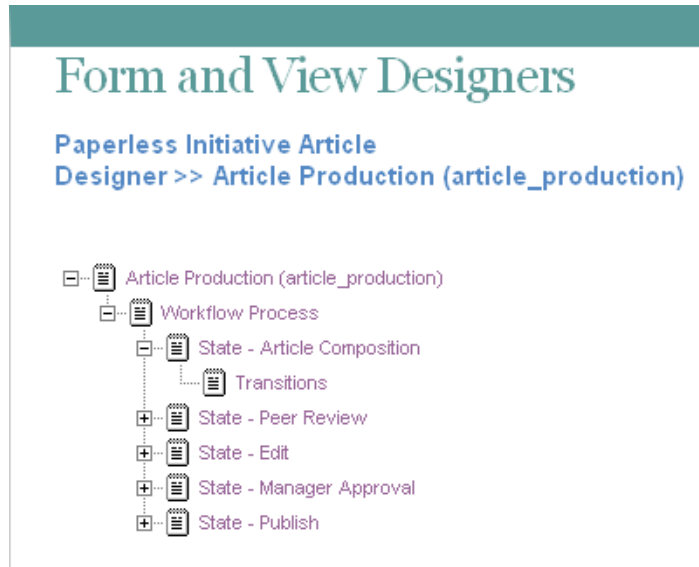 Form and View Designers
Paperless Initiative Article
Designer >> Article Production (article_production)
Article Production (article_production)
Workflow Process
State - Article Composition
Transitions
State - Peer Review
State - Edit
State - Manager Approval
State - Publish